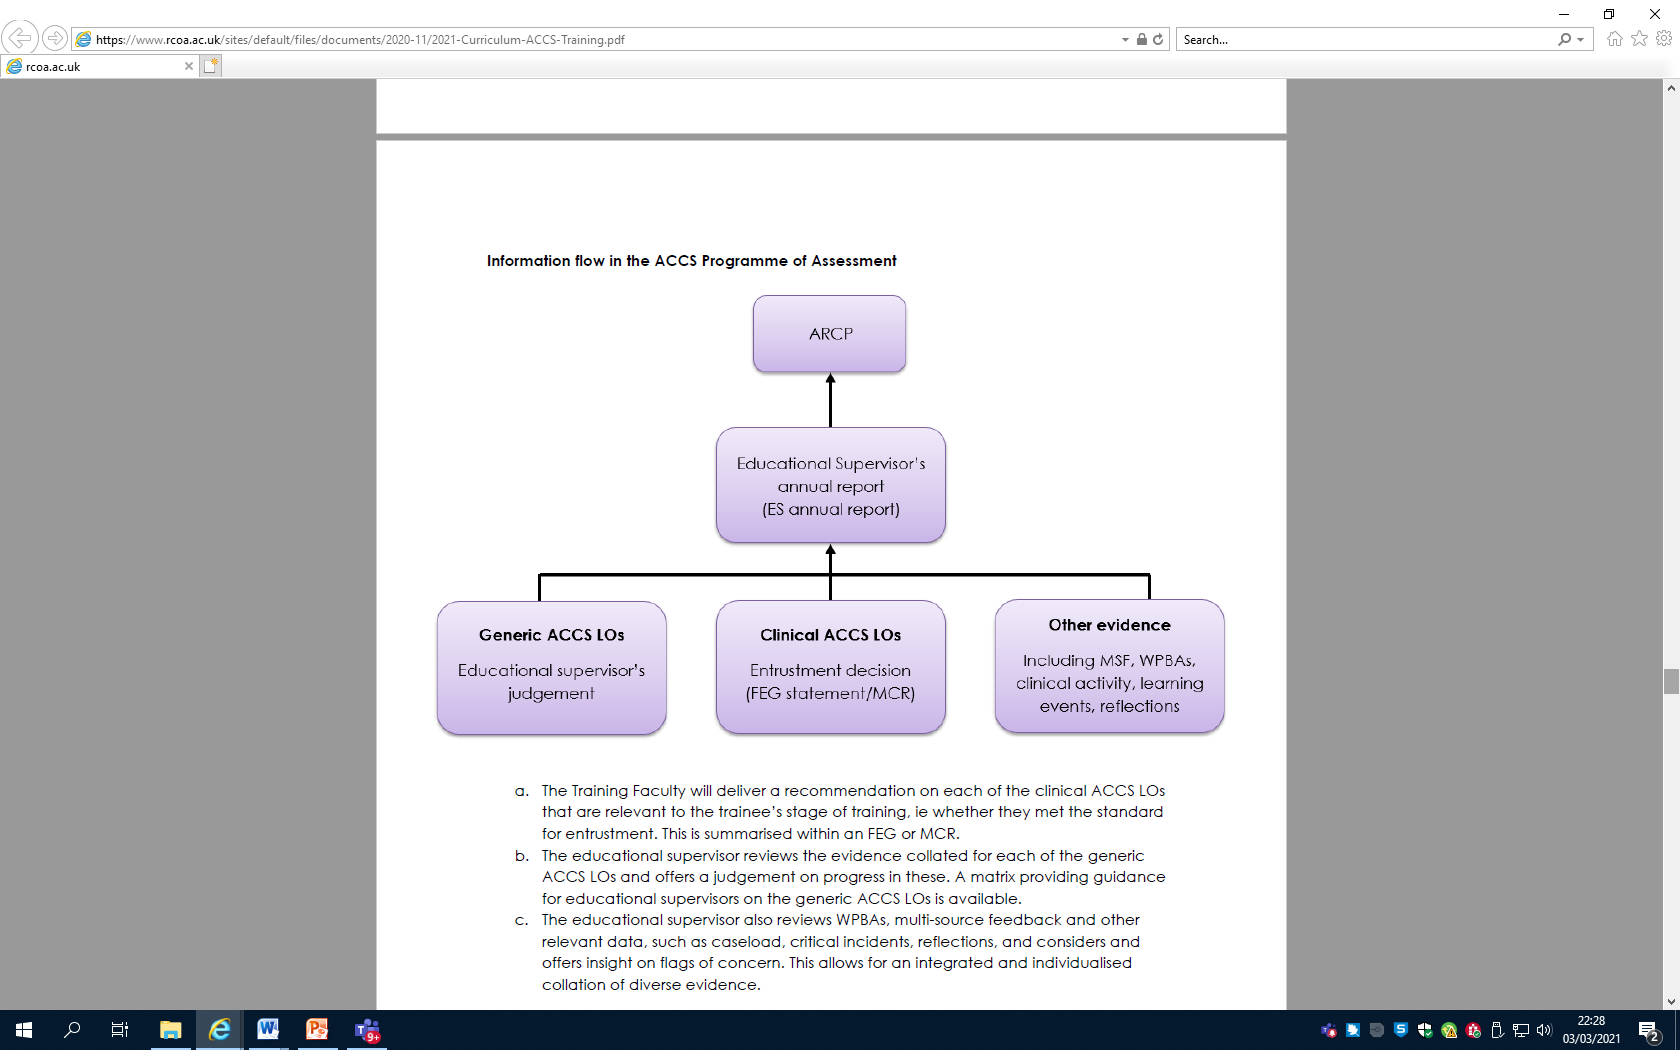 https://www.rcoa.ac.uk/sites/default/files/documents/2020-11/2021-Curriculum-ACCS-Training.pdf
Search...
rcoa.ac.uk
Information flow in the ACCS Programme of Assessment
ARCP
Educational Supervisor's
annual report
(ES annual report)
Generic ACCS LOs
Educational supervisor's
judgement
Clinical ACCS LOs
Entrustment decision
(FEG statement/MCR)
Other evidence
Including MSF, WPBAs,
clinical activity, learning
events, reflections
a. The Training Faculty will deliver a recommendation on each of the clinical ACCS LOs
that are relevant to the trainee's stage of training, ie whether they met the standard
for entrustment. This is summarised within an FEG or MCR.
b. The educational supervisor reviews the evidence collated for each of the generic
ACCS LOs and offers a judgement on progress in these. A matrix providing guidance
for educational supervisors on the generic ACCS LOs is available.
c. The educational supervisor also reviews WPBAs, multi-source feedback and other
relevant data, such as caseload, critical incidents, reflections, and considers and
offers insight on flags of concern. This allows for an integrated and individualised
collation of diverse evidence.
9+
22:28
03/03/2021
2